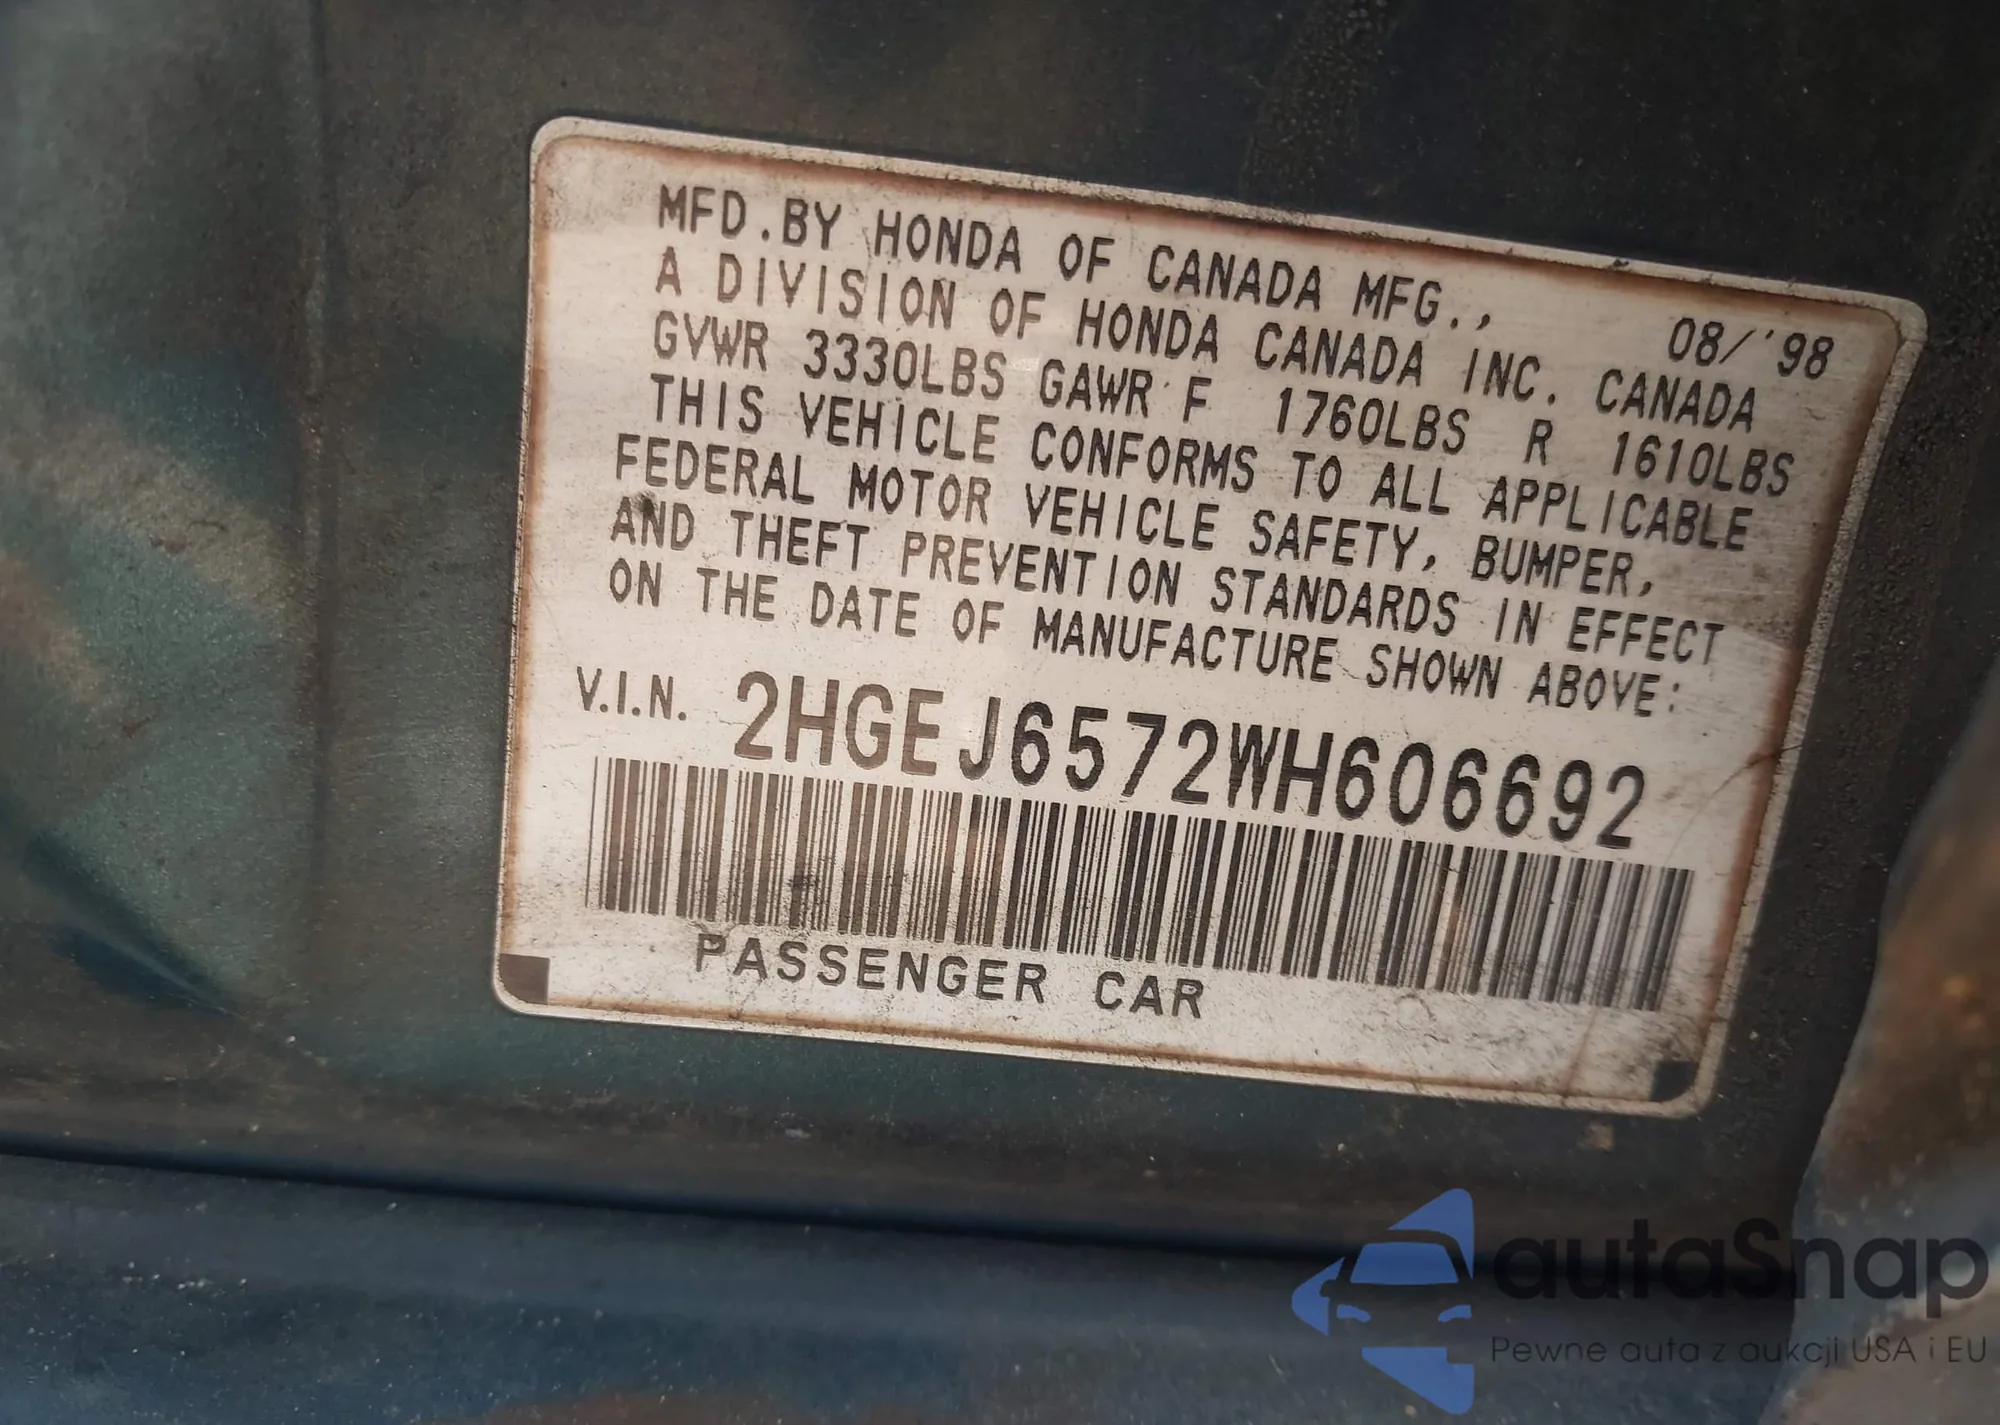 MFD.BY HONDA OF CANADA MFG.,
A DIVISION OF HONDA CANADA INC. CANADA 08/'98
GVWR 3330LBS GAWR F 1760LBS R 1610LBS
THIS VEHICLE CONFORMS TO ALL APPLICABLE
FEDERAL MOTOR VEHICLE SAFETY, BUMPER,
AND THEFT PREVENTION STANDARDS IN EFFECT
ON THE DATE OF MANUFACTURE SHOWN ABOVE:
V.I.N. 2HGEJ6572WH606692
PASSENGER CAR
autaSnap
Pewne auta z aukcji USA i EU